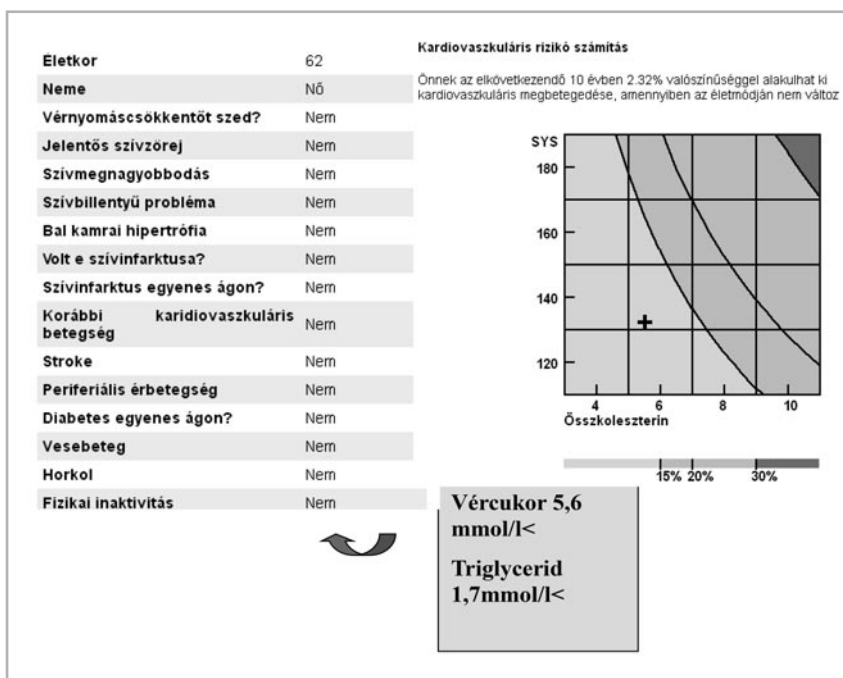 Életkor 62
Neme Nő
Vérnyomáscsökkentőt szed? Nem
Jelentős szívzörej Nem
Szívmegnagyobbodás Nem
Szívbillentyű probléma Nem
Bal kamrai hipertrófia Nem
Volt e szívinfarktusa? Nem
Szívinfarktus egyenes ágon? Nem
Korábbi karidiovaszkuláris
betegség Nem
Stroke Nem
Periferiális érbetegség Nem
Diabetes egyenes ágon? Nem
Vesebeteg Nem
Horkol Nem
Fizikai inaktivitás Nem
Kardiovaszkuláris rizikó számítás
Önnek az elkövetkezendő 10 évben 2.32% valószínűséggel alakulhat ki
kardiovaszkuláris megbetegedése, amennyiben az életmódján nem változ
SYS
180
160
140
120
4 6 8 10
Összkoleszterin
15% 20% 30%
Vércukor 5,6
mmol/l<
Triglycerid
1,7mmol/l<